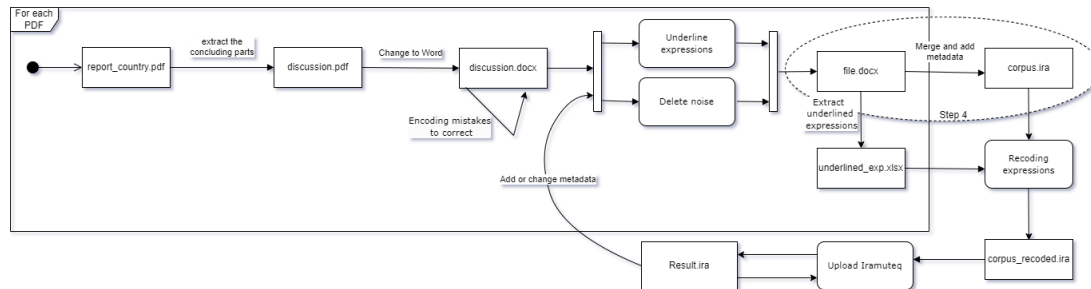 For each
PDF
report_country.pdf
extract the
concluding parts
discussion.pdf
Change to Word
discussion.docx
Encoding mistakes
to correct
Underline
expressions
Delete noise
file.docx
Merge and add
metadata
corpus.ira
Step 4
Extract
underlined
expressions
underlined_exp.xlsx
Recoding
expressions
Add or change metadata
Result.ira
Upload Iramuteq
corpus_recoded.ira